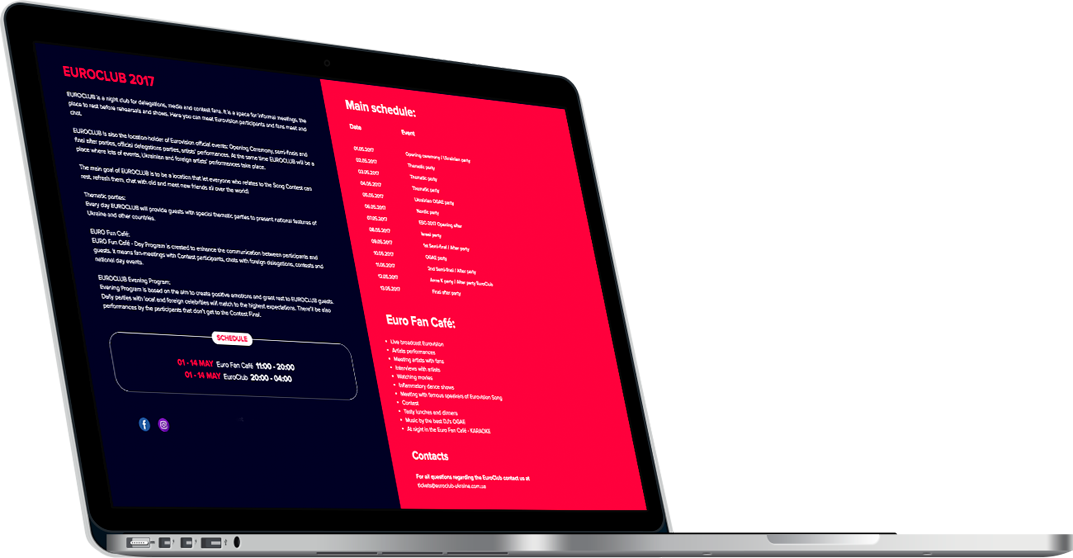 EUROCLUB 2017
EUROCLUB is a night club for delegations, media and contest fans. It is a space for informal meetings, the
place to rest before rehearsals and shows. Here you can meet Eurovision participants and fans meet and
chat.
EUROCLUB is also the location-holder of Eurovision official events: Opening Ceremony, semi-finals and
final after parties, official delegations parties, artists' performances. At the same time EUROCLUB will be a
place where lots of events, Ukrainian and foreign artists' performances take place.
The main goal of EUROCLUB is to be a location that let everyone who relates to the Song Contest can
rest, refresh them, chat with old and meet new friends all over the world.
Thematic parties:
Every day EUROCLUB will provide guests with special thematic parties to present national features of
Ukraine and other countries.
EURO Fan Café:
EURO Fan Café - Day Program is created to enhance the communication between participants and
guests. It means fan-meetings with Contest participants, chats with foreign delegations, contests and
national day events.
EUROCLUB Evening Program:
Evening Program is based on the aim to create positive emotions and great rest to EUROCLUB guests.
Daily parties with local and foreign celebrities will match to the highest expectations. There'll be also
performances by the participants that don't get to the Contest Final.
SCHEDULE
01 - 14 MAY Euro Fan Café 11:00 - 20:00
01 - 14 MAY EuroClub 20:00 - 04:00
Main schedule:
Date Event
01.05.2017 Opening ceremony / Ukrainian party
02.05.2017 Thematic party
03.05.2017 Thematic party
04.05.2017 Thematic party
05.05.2017 Ukrainian OGAE party
06.05.2017 Nordic party
07.05.2017 ESC-2017 Opening after
08.05.2017 Israel party
09.05.2017 1st Semi-final / After party
10.05.2017 OGAE party
11.05.2017 2nd Semi-final / After party
12.05.2017 party / After party EuroClub
13.05.2017 Final after party
Euro Fan Café:
• Live broadcast Eurovision
• Artists performances
• Meeting artists with fans
• Interviews with artists
• Watching movies
• Inflammatory dance shows
• Meeting with famous speakers of Eurovision Song
• Contest
• Tasty lunches and dinners
• Music by the best DJ's OGAE
• At night in the Euro Fan Café - KARAOKE
Contacts
For all questions regarding the EuroClub contact us at
tickets@euroclub-ukraine.com.ua